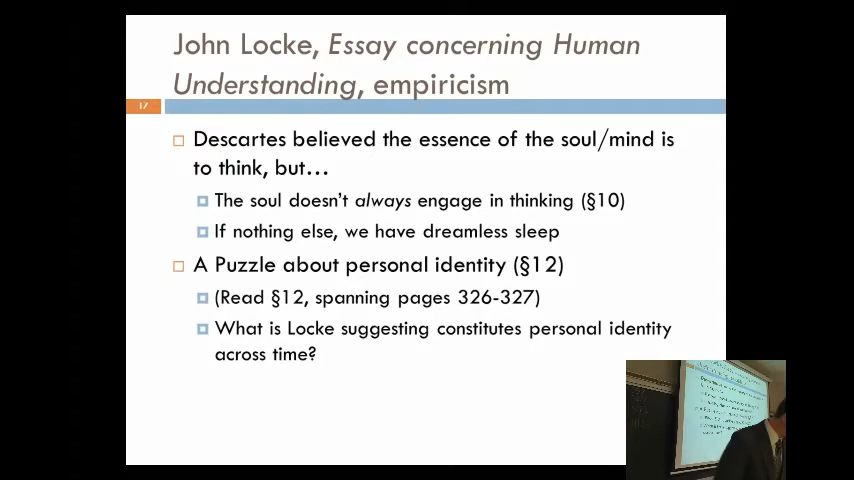 John Locke, Essay concerning Human
Understanding, empiricism
17
Descartes believed the essence of the soul/mind is
to think, but…
The soul doesn't always engage in thinking (§10)
If nothing else, we have dreamless sleep
A Puzzle about personal identity (§12)
(Read §12, spanning pages 326-327)
What is Locke suggesting constitutes personal identity
across time?